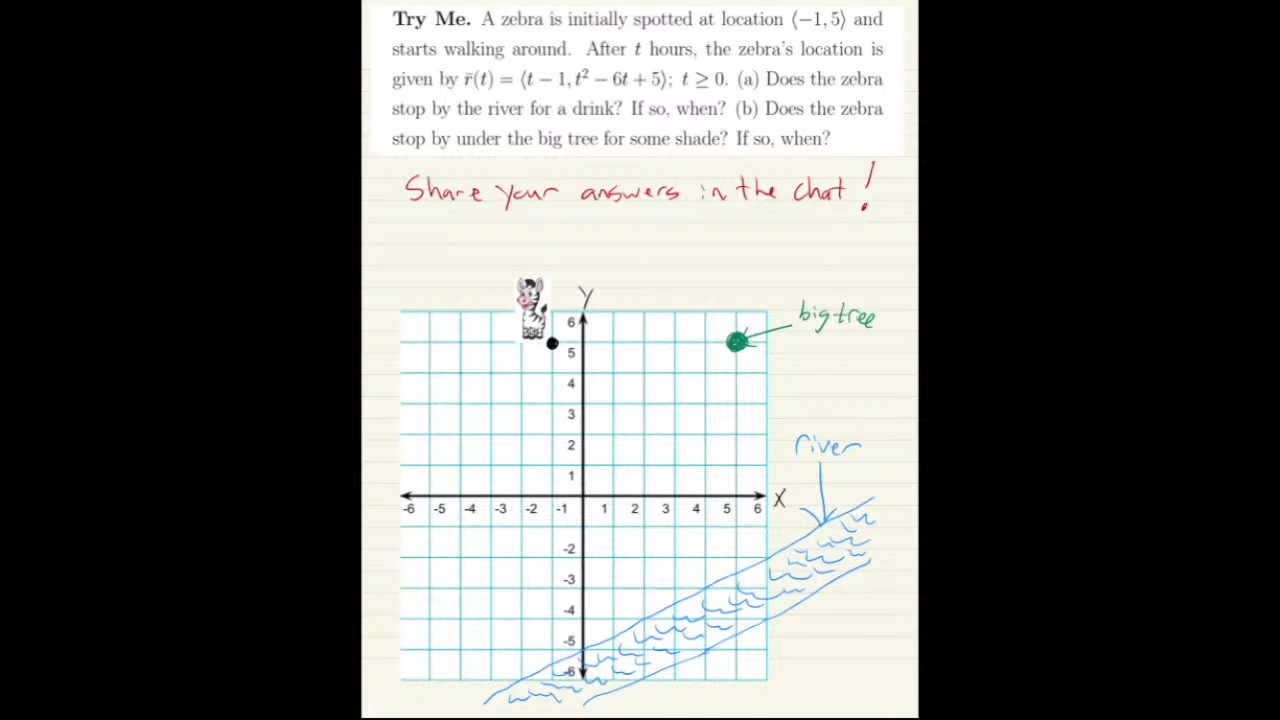 Try Me. A zebra is initially spotted at location ⟨−1, 5⟩ and
starts walking around. After t hours, the zebra's location is
given by r̄(t) = ⟨t − 1, t² − 6t + 5⟩; t ≥ 0. (a) Does the zebra
stop by the river for a drink? If so, when? (b) Does the zebra
stop by under the big tree for some shade? If so, when?
Share your answers in the chat!
Y
big tree
6
5
4
3
2
river
1
X
-6 -5 -4 -3 -2 -1 1 2 3 4 5 6
-2
-3
-4
-5
-6